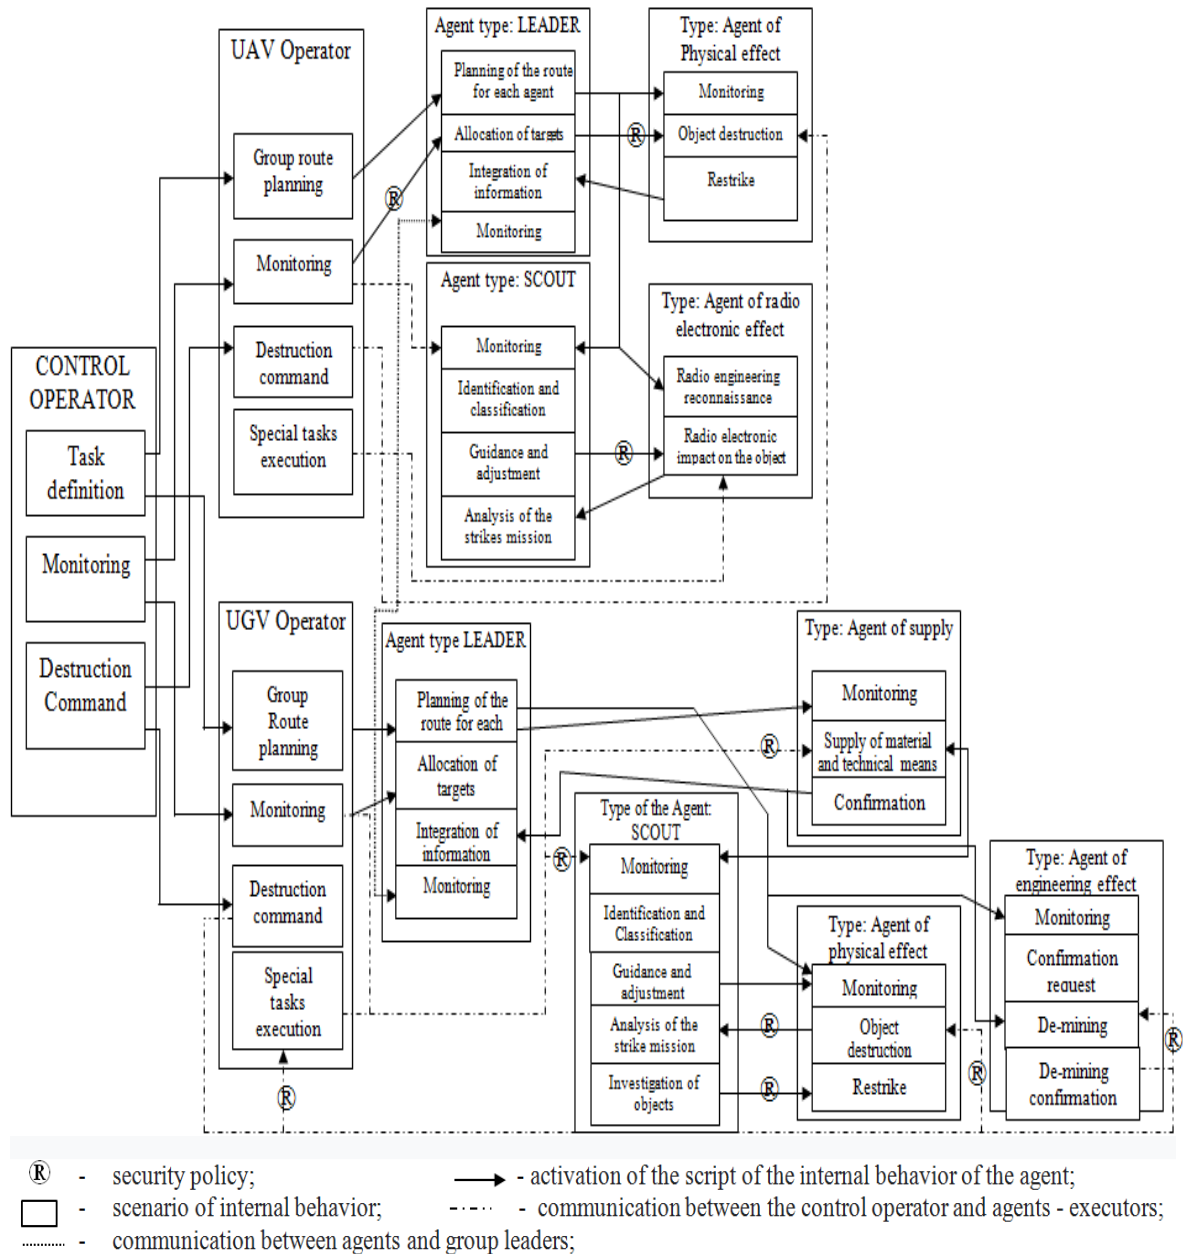 CONTROL
OPERATOR
Task
definition
Monitoring
Destruction
Command
UAV Operator
Group route
planning
Monitoring
Destruction
command
Special tasks
execution
Agent type: LEADER
Planning of the route
for each agent
Allocation of targets
Integration of
information
Monitoring
Type: Agent of
Physical effect
Monitoring
Object destruction
Restrike
®
®
Agent type: SCOUT
Monitoring
Identification and
classification
Guidance and
adjustment
Analysis of the
strikes mission
®
Type: Agent of radio
electronic effect
Radio engineering
reconnaissance
Radio electronic
impact on the object
UGV Operator
Group
Route
planning
Monitoring
Destruction
command
Special
tasks
execution
®
Agent type LEADER
Planning of the
route for each
Allocation of
targets
Integration of
information
Monitoring
Type: Agent of supply
Monitoring
Supply of material
and technical means
Confirmation
®
®
Type of the Agent:
SCOUT
Monitoring
Identification and
Classification
Guidance and
adjustment
Analysis of the
strike mission
Investigation of
objects
®
®
Type: Agent of
physical effect
Monitoring
Object
destruction
Restrike
®
Type: Agent of
engineering effect
Monitoring
Confirmation
request
De-mining
De-mining
confirmation
®
® - security policy; - activation of the script of the internal behavior of the agent;
- scenario of internal behavior; - communication between the control operator and agents - executors;
- communication between agents and group leaders;